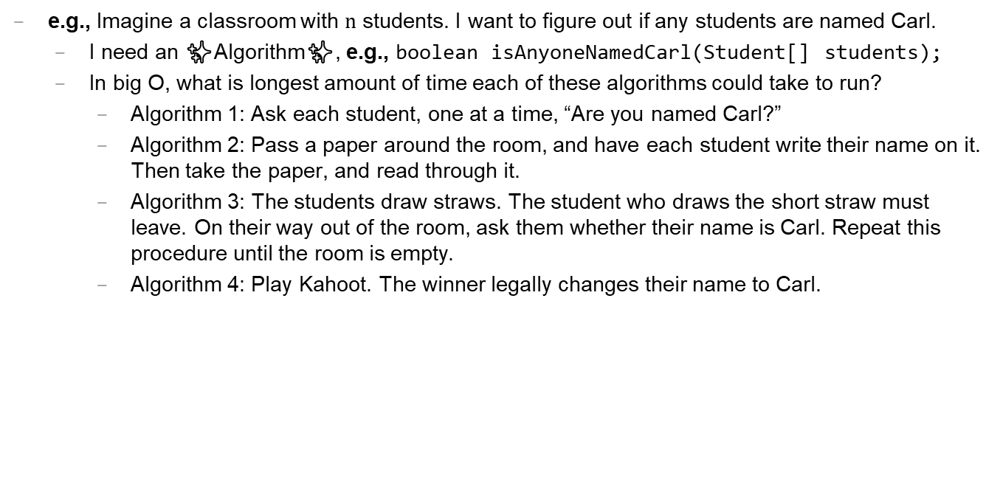 – e.g., Imagine a classroom with n students. I want to figure out if any students are named Carl.
– I need an ✨Algorithm✨, e.g., boolean isAnyoneNamedCarl(Student[] students);
– In big O, what is longest amount of time each of these algorithms could take to run?
– Algorithm 1: Ask each student, one at a time, “Are you named Carl?”
– Algorithm 2: Pass a paper around the room, and have each student write their name on it.
Then take the paper, and read through it.
– Algorithm 3: The students draw straws. The student who draws the short straw must
leave. On their way out of the room, ask them whether their name is Carl. Repeat this
procedure until the room is empty.
– Algorithm 4: Play Kahoot. The winner legally changes their name to Carl.